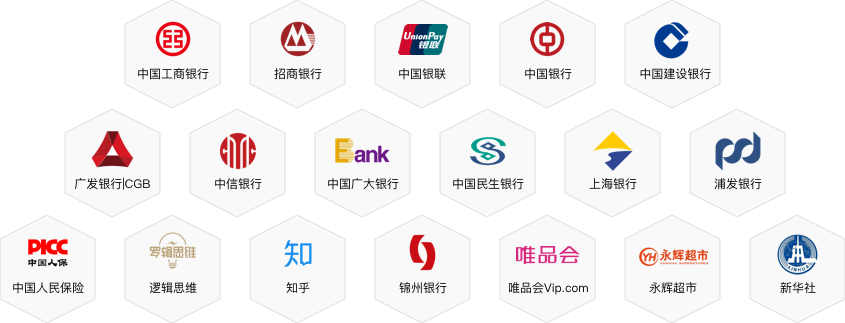 UnionPay
银联
中国工商银行
招商银行
中国银联
中国银行
中国建设银行
Bank
广发银行|CGB
中信银行
中国广大银行
中国民生银行
上海银行
浦发银行
PICC
中国人保
罗辑思维
知
唯品会
YH 永辉超市
YONGHUI SUPERSTORES
XINHUA
中国人民保险
逻辑思维
知乎
锦州银行
唯品会Vip.com
永辉超市
新华社